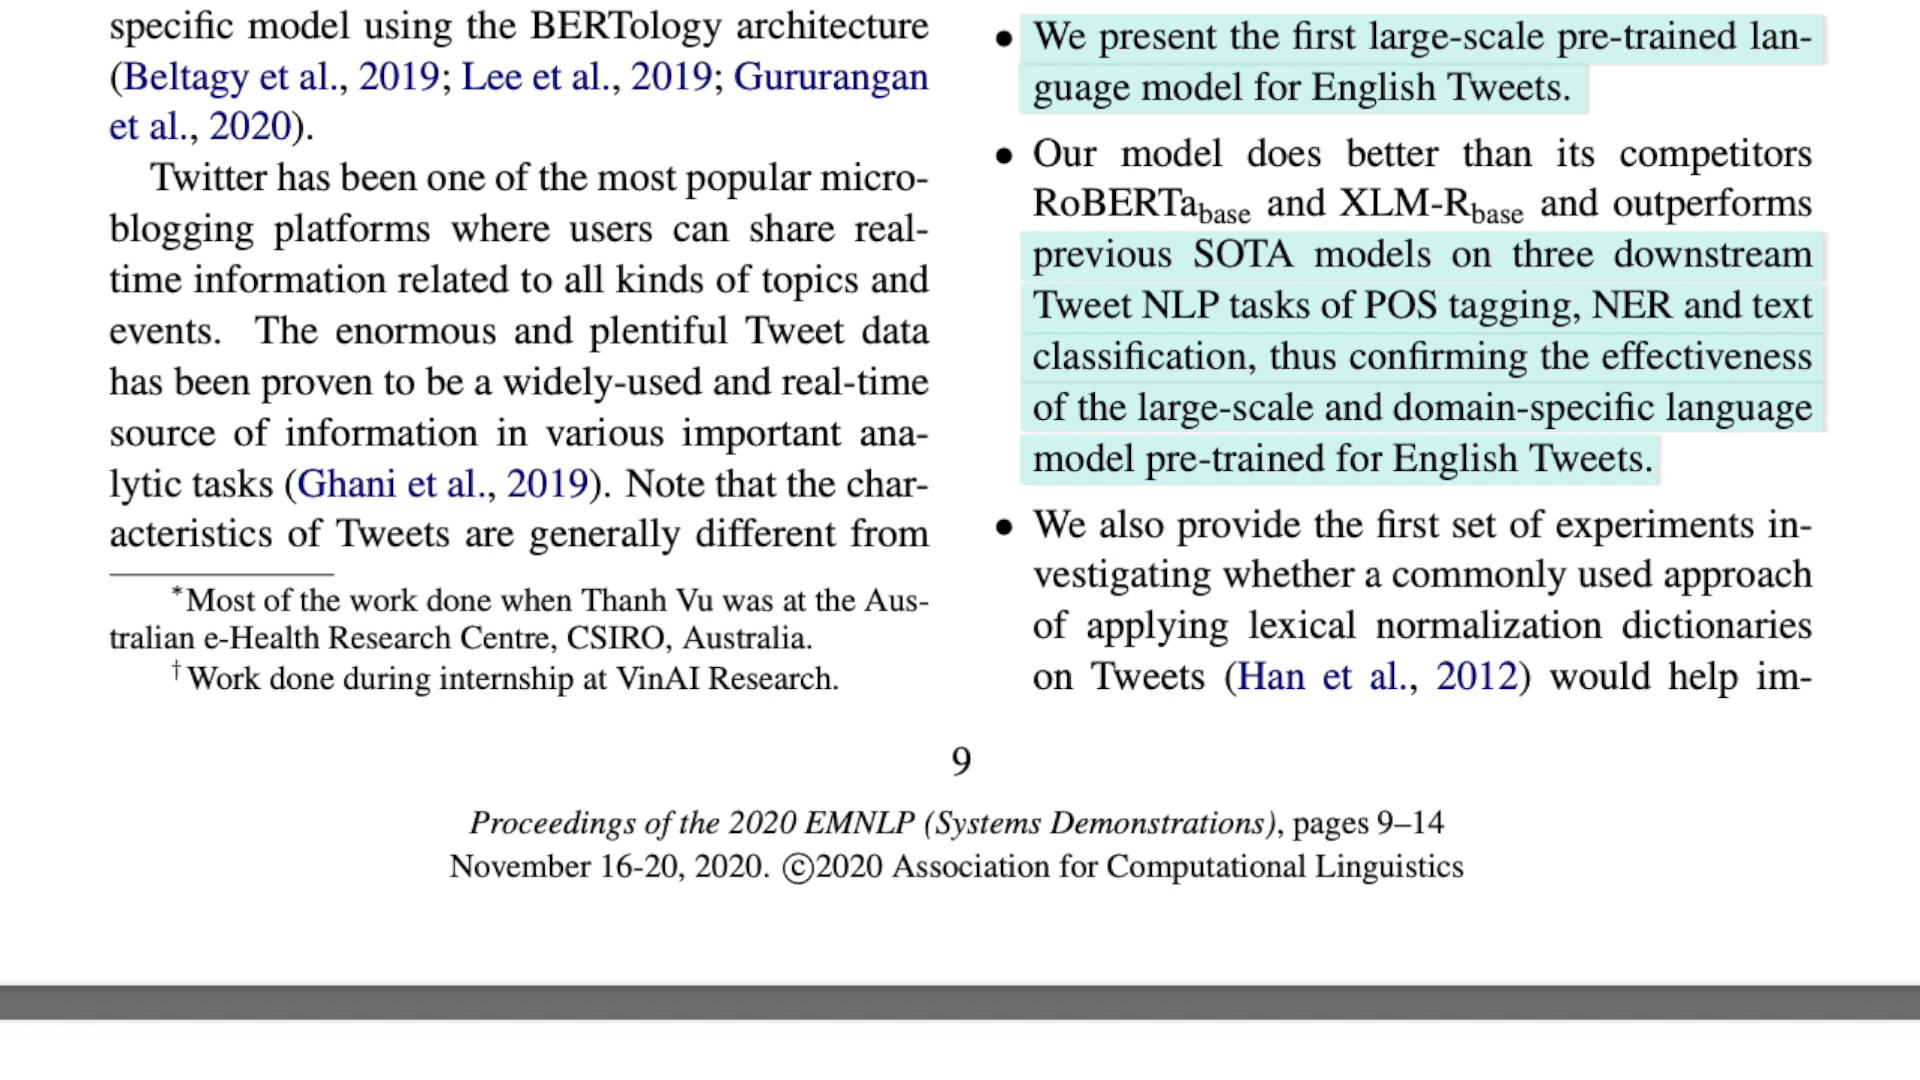 specific model using the BERTology architecture
(Beltagy et al., 2019; Lee et al., 2019; Gururangan
et al., 2020).
Twitter has been one of the most popular micro-
blogging platforms where users can share real-
time information related to all kinds of topics and
events. The enormous and plentiful Tweet data
has been proven to be a widely-used and real-time
source of information in various important ana-
lytic tasks (Ghani et al., 2019). Note that the char-
acteristics of Tweets are generally different from
*Most of the work done when Thanh Vu was at the Aus-
tralian e-Health Research Centre, CSIRO, Australia.
†Work done during internship at VinAI Research.
• We present the first large-scale pre-trained lan-
guage model for English Tweets.
• Our model does better than its competitors
RoBERTabase and XLM-Rbase and outperforms
previous SOTA models on three downstream
Tweet NLP tasks of POS tagging, NER and text
classification, thus confirming the effectiveness
of the large-scale and domain-specific language
model pre-trained for English Tweets.
• We also provide the first set of experiments in-
vestigating whether a commonly used approach
of applying lexical normalization dictionaries
on Tweets (Han et al., 2012) would help im-
9
Proceedings of the 2020 EMNLP (Systems Demonstrations), pages 9–14
November 16-20, 2020. ©2020 Association for Computational Linguistics